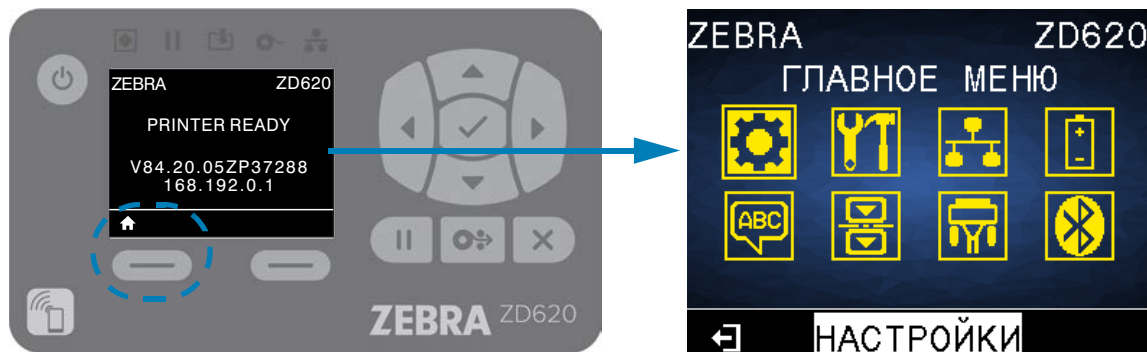 ZEBRA ZD620
PRINTER READY
V84.20.05ZP37288
168.192.0.1
ZEBRA ZD620
ZEBRA ZD620
ГЛАВНОЕ МЕНЮ
ABC
НАСТРОЙКИ